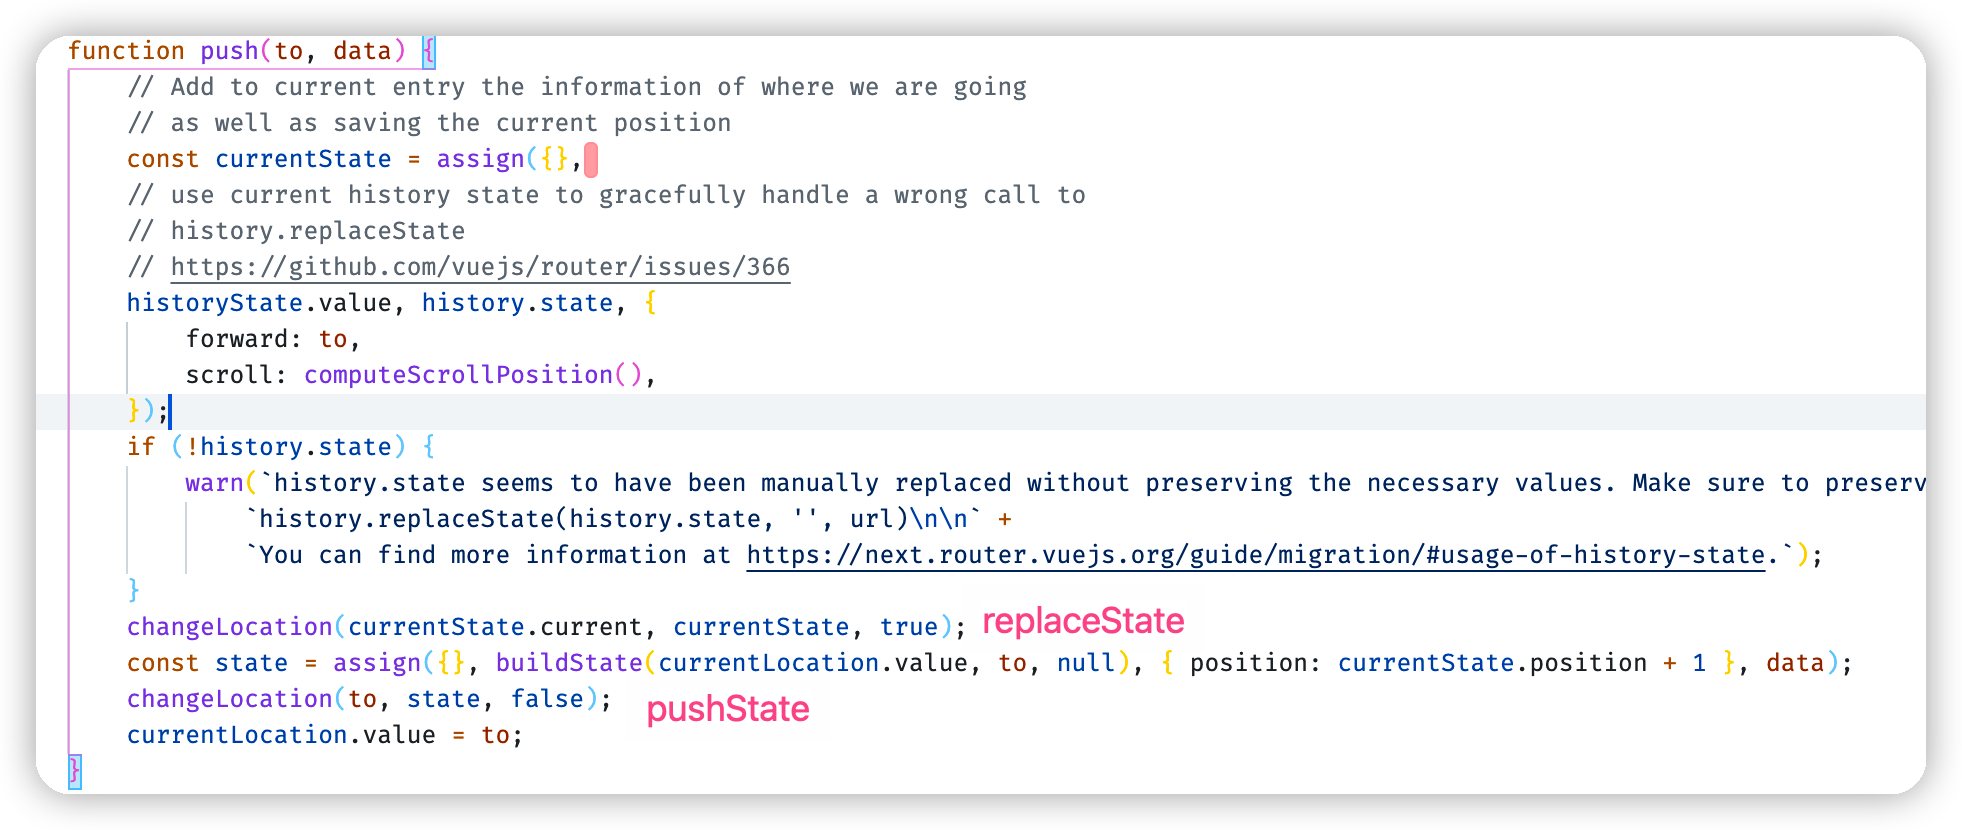 function push(to, data) {
// Add to current entry the information of where we are going
// as well as saving the current position
const currentState = assign({},
// use current history state to gracefully handle a wrong call to
// history.replaceState
// https://github.com/vuejs/router/issues/366
historyState.value, history.state, {
forward: to,
scroll: computeScrollPosition(),
});
if (!history.state) {
warn(`history.state seems to have been manually replaced without preserving the necessary values. Make sure to preserv
`history.replaceState(history.state, '', url)\n\n` +
`You can find more information at https://next.router.vuejs.org/guide/migration/#usage-of-history-state.`);
}
changeLocation(currentState.current, currentState, true); replaceState
const state = assign({}, buildState(currentLocation.value, to, null), { position: currentState.position + 1 }, data);
changeLocation(to, state, false); pushState
currentLocation.value = to;
}